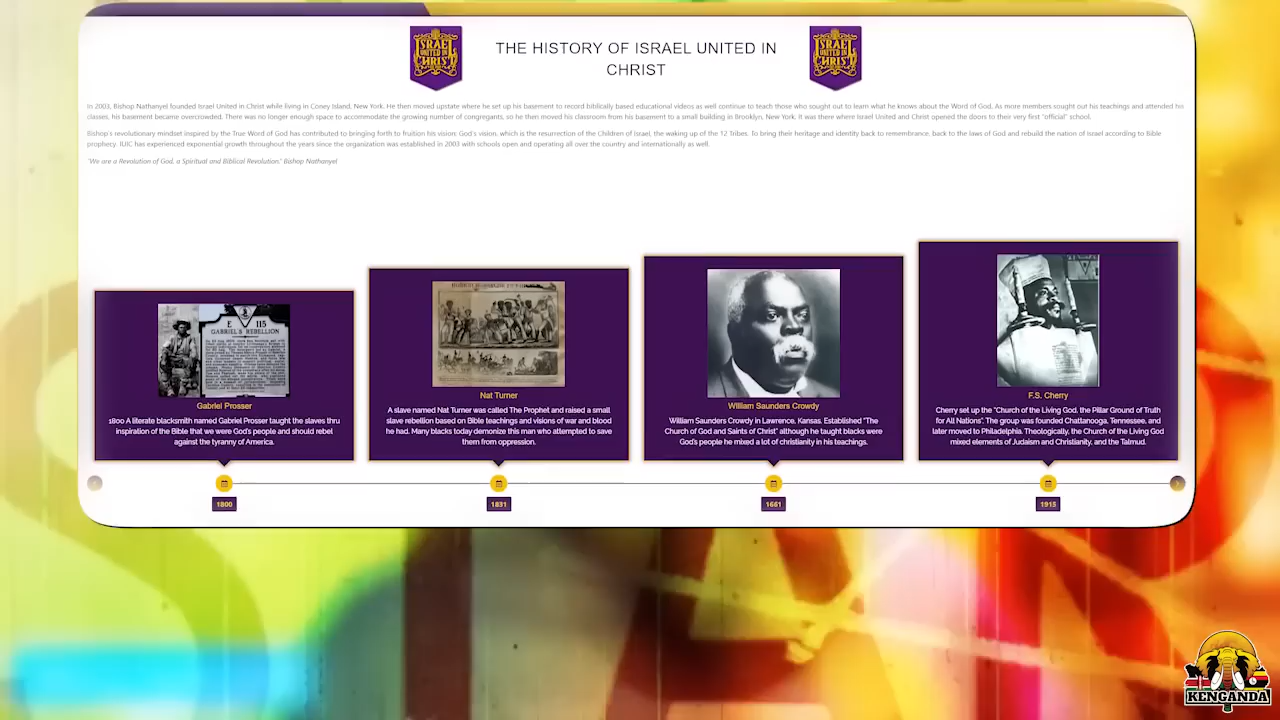 ISRAEL
UNITED IN
CHRIST
THE HISTORY OF ISRAEL UNITED IN
CHRIST
ISRAEL
UNITED IN
CHRIST
In 2003, Bishop Nathanyel founded Israel United in Christ while living in Coney Island, New York. He then moved upstate where he set up his basement to record biblically based educational videos as well continue to teach those who sought out to learn what he knows about the Word of God. As more members sought out his teachings and attended his
classes, his basement became overcrowded. There was no longer enough space to accommodate the growing number of congregants, so he then moved his classroom from his basement to a small building in Brooklyn, New York. It was there where Israel United and Christ opened the doors to their very first "official" school.
Bishop's revolutionary mindset inspired by the True Word of God has contributed to bringing forth to fruition his vision: God's vision, which is the resurrection of the Children of Israel, the waking up of the 12 Tribes. To bring their heritage and identity back to remembrance, back to the laws of God and rebuild the nation of Israel according to Bible
prophecy. IUIC has experienced exponential growth throughout the years since the organization was established in 2003 with schools open and operating all over the country and internationally as well.
"We are a Revolution of God, a Spiritual and Biblical Revolution." Bishop Nathanyel
E 115
GABRIEL'S REBELLION
Gabriel Prosser
1800 A literate blacksmith named Gabriel Prosser taught the slaves thru
inspiration of the Bible that we were God's people and should rebel
against the tyranny of America.
Nat Turner
A slave named Nat Turner was called The Prophet and raised a small
slave rebellion based on Bible teachings and visions of war and blood
he had. Many blacks today demonize this man who attempted to save
them from oppression.
William Saunders Crowdy
William Saunders Crowdy in Lawrence, Kansas. Established "The
Church of God and Saints of Christ" although he taught blacks were
God's people he mixed a lot of christianity in his teachings.
F.S. Cherry
Cherry set up the "Church of the Living God, the Pillar Ground of Truth
for All Nations". The group was founded Chattanooga, Tennessee, and
later moved to Philadelphia. Theologically, the Church of the Living God
mixed elements of Judaism and Christianity, and the Talmud.
1800
1831
1661
1915
KENGANDA